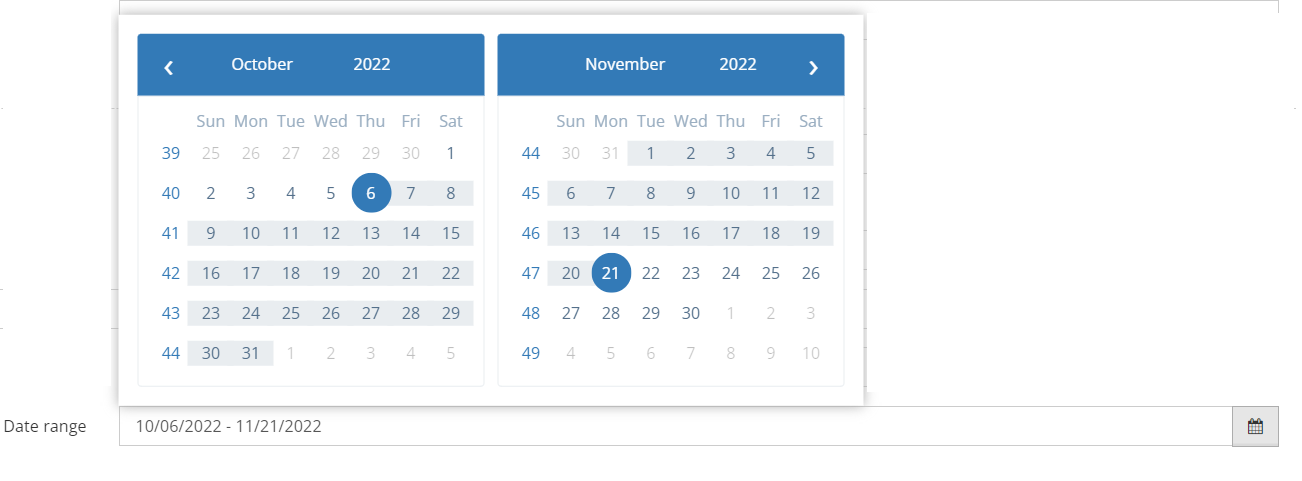 ‹ October 2022
Sun Mon Tue Wed Thu Fri Sat
39 25 26 27 28 29 30 1
40 2 3 4 5 6 7 8
41 9 10 11 12 13 14 15
42 16 17 18 19 20 21 22
43 23 24 25 26 27 28 29
44 30 31 1 2 3 4 5
November 2022 ›
Sun Mon Tue Wed Thu Fri Sat
44 30 31 1 2 3 4 5
45 6 7 8 9 10 11 12
46 13 14 15 16 17 18 19
47 20 21 22 23 24 25 26
48 27 28 29 30 1 2 3
49 4 5 6 7 8 9 10
Date range 10/06/2022 - 11/21/2022